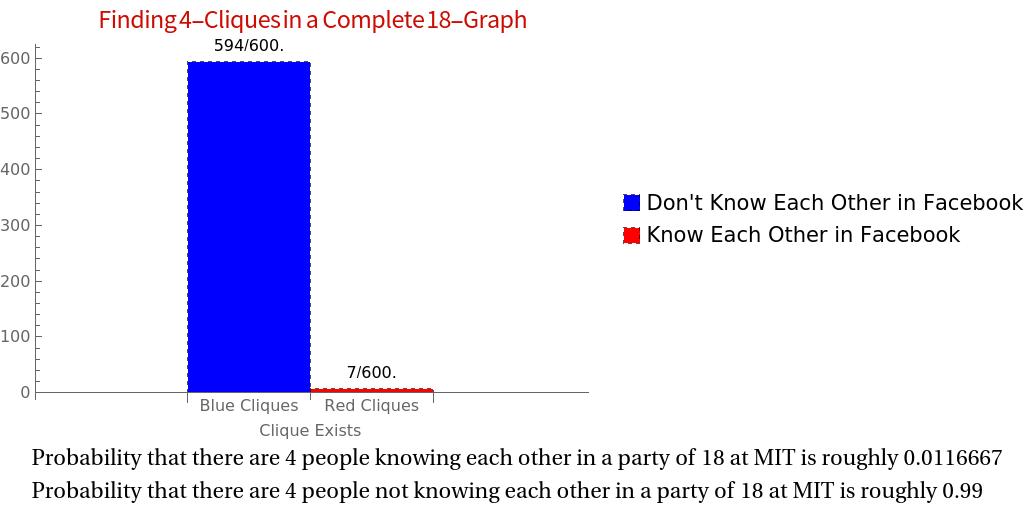 Finding 4–Cliques in a Complete 18–Graph
594/600.
600
500
400
300
200
100
0
7/600.
Blue Cliques
Red Cliques
Clique Exists
Don't Know Each Other in Facebook
Know Each Other in Facebook
Probability that there are 4 people knowing each other in a party of 18 at MIT is roughly 0.0116667
Probability that there are 4 people not knowing each other in a party of 18 at MIT is roughly 0.99